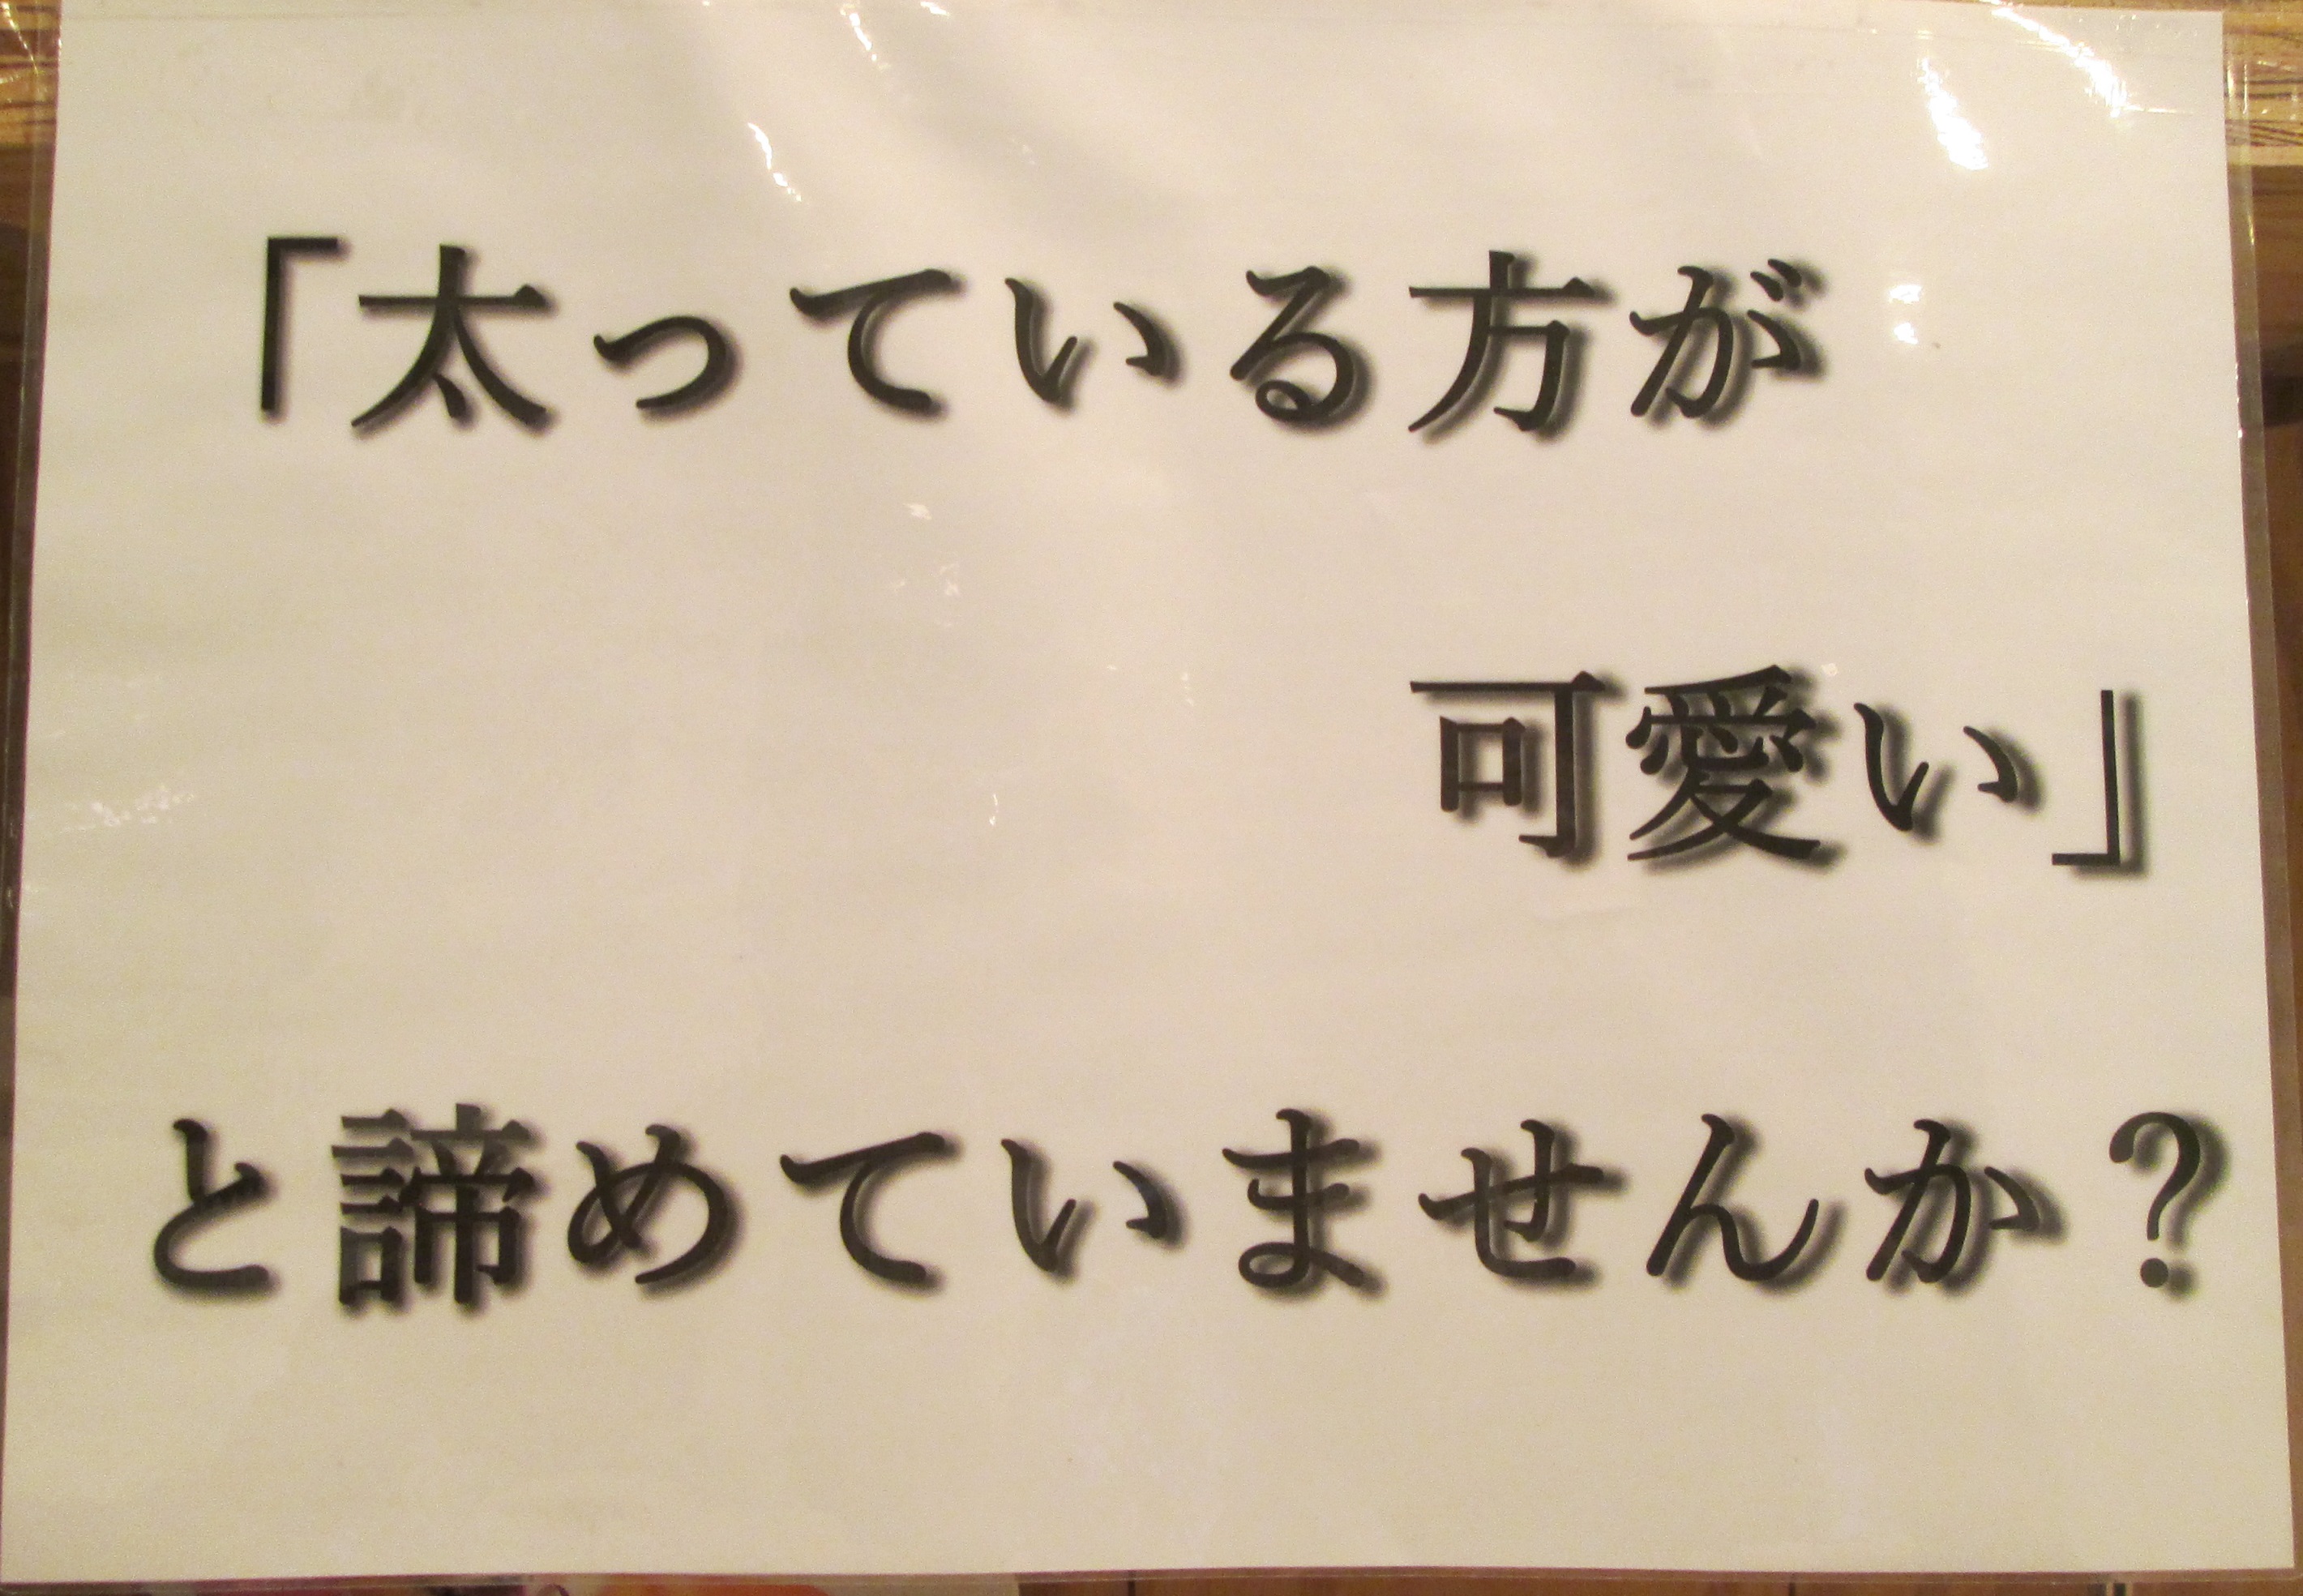 「太っている方が
可愛い」
と諦めていませんか？